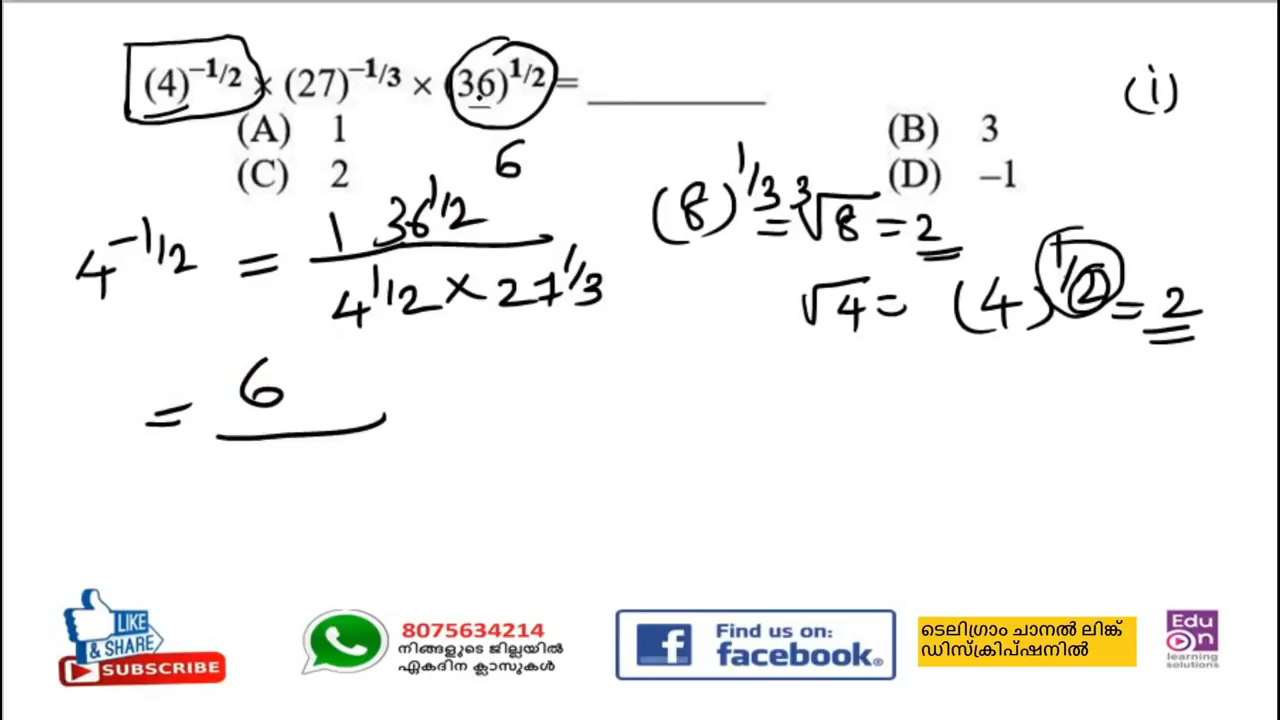 (4)^–1/2 × (27)^–1/3 × (36)^1/2 = ________
(i)
(A) 1
(B) 3
(C) 2
(D) –1
6
4^–1/2 = 1 36^1/2 / 4^1/2 × 27^1/3
(8)^1/3 = ∛8 = 2
√4 = (4)^1/2 = 2
= 6
LIKE
& SHARE
SUBSCRIBE
8075634214
നിങ്ങളുടെ ജില്ലയിൽ
ഏകദിന ക്ലാസുകൾ
Find us on:
facebook.
ടെലിഗ്രാം ചാനൽ ലിങ്ക്
ഡിസ്ക്രിപ്ഷനിൽ
Edu
On
learning
solutions